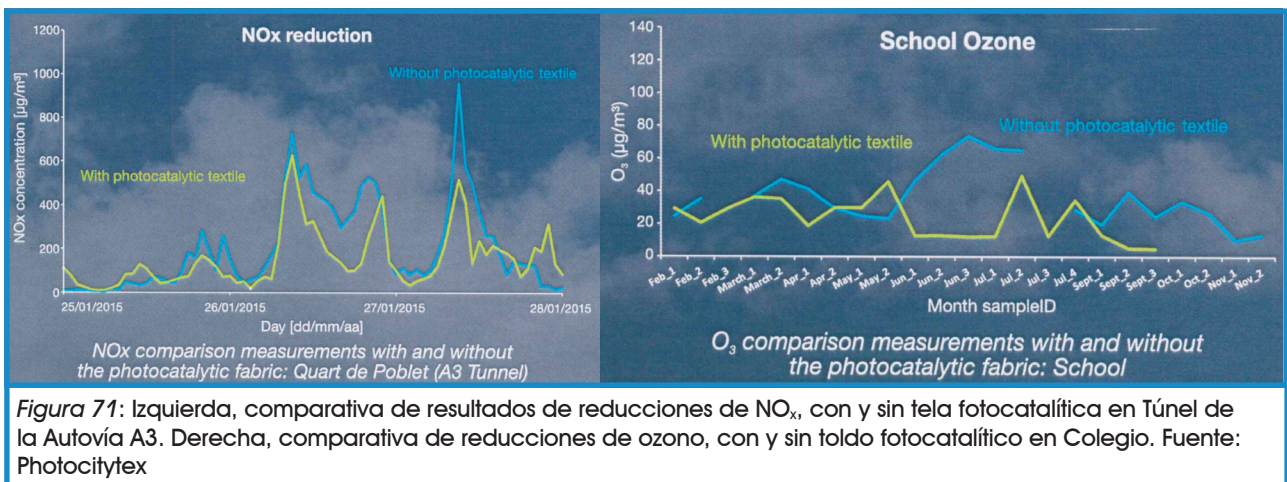 NOx reduction
1200
1000
800
600
400
200
0
NOx concentration [µg/m³]
Without photocatalytic textile
With photocatalytic textile
25/01/2015
26/01/2015
27/01/2015
28/01/2015
Day [dd/mm/aa]
NOx comparison measurements with and without
the photocatalytic fabric: Quart de Poblet (A3 Tunnel)
School Ozone
140
120
100
80
60
40
20
0
O₃ (µg/m³)
With photocatalytic textile
Without photocatalytic textile
Feb_1
Feb_2
Feb_3
March_1
March_2
Apr_1
Apr_2
May_1
May_2
Jun_1
Jun_2
Jun_3
Jul_1
Jul_2
Jul_3
Jul_4
Sept_1
Sept_2
Sept_3
Oct_1
Oct_2
Nov_1
Nov_2
Month sampleID
O₃ comparison measurements with and without
the photocatalytic fabric: School
Figura 71: Izquierda, comparativa de resultados de reducciones de NOₓ, con y sin tela fotocatalítica en Túnel de
la Autovía A3. Derecha, comparativa de reducciones de ozono, con y sin toldo fotocatalítico en Colegio. Fuente:
Photocitytex